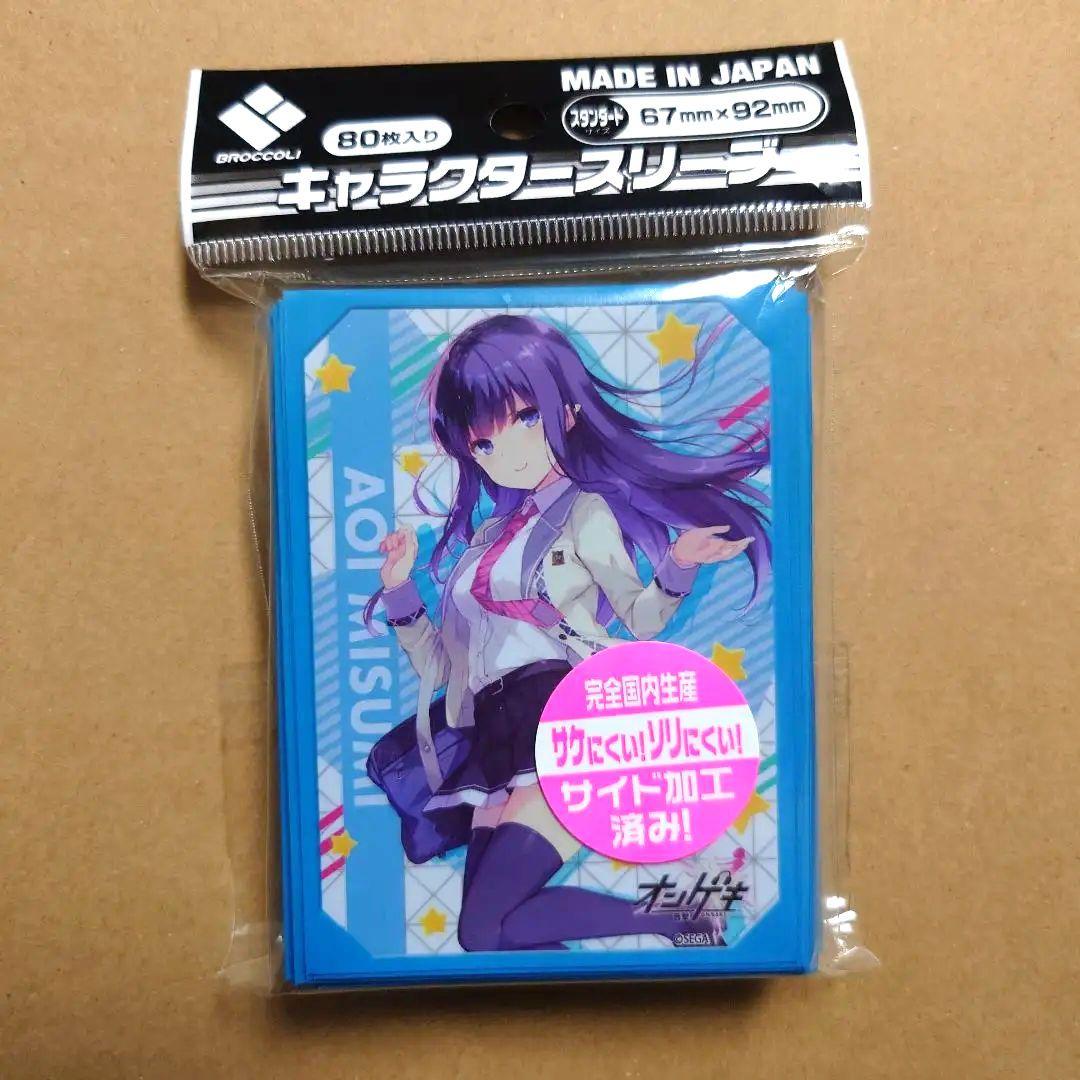 MADE IN JAPAN
BROCCOLI
80枚入り
スタンダード
サイズ
67mm×92mm
キャラクタースリーブ
AOI MISUMI
完全国内生産
サケにくい!ソリにくい!
サイド加工
済み!
オンゲキ
音撃
©SEGA